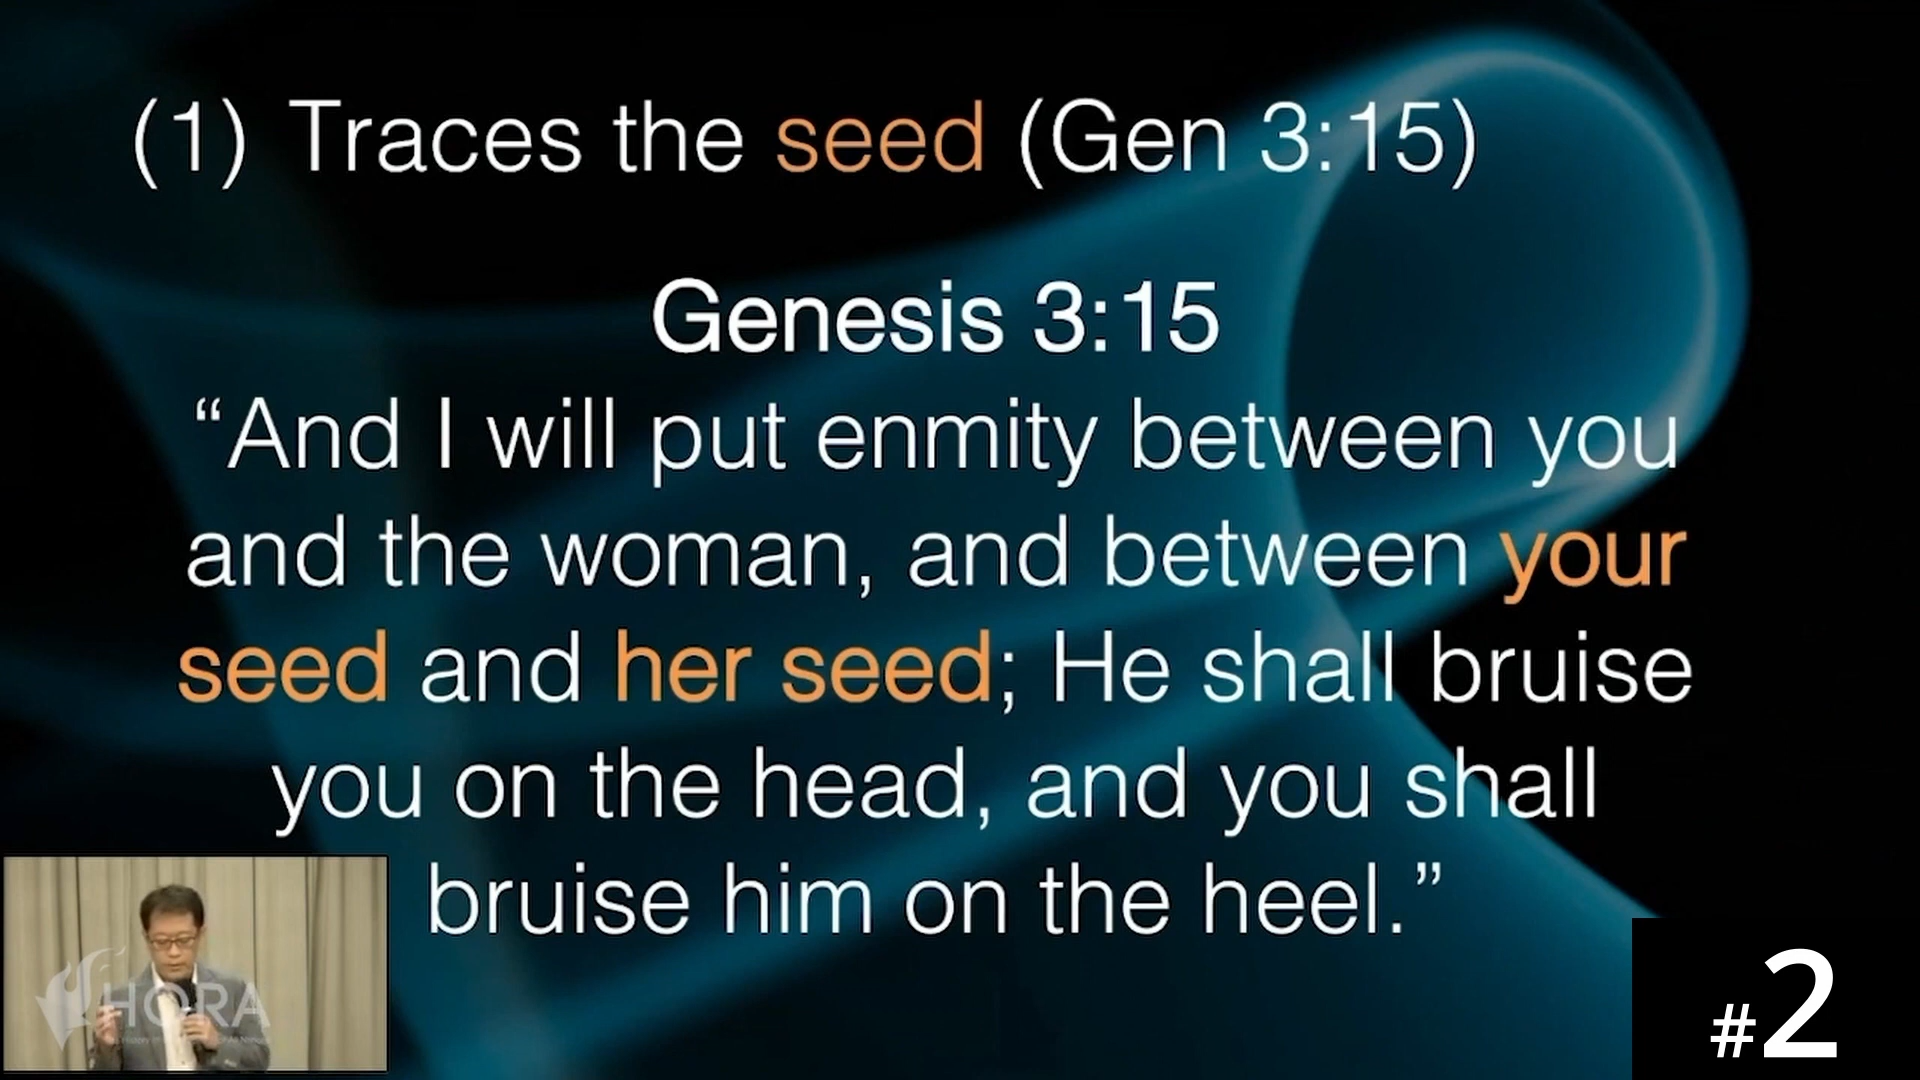 (1) Traces the seed (Gen 3:15)
Genesis 3:15
“And I will put enmity between you
and the woman, and between your
seed and her seed; He shall bruise
you on the head, and you shall
bruise him on the heel.”
HORA
#2